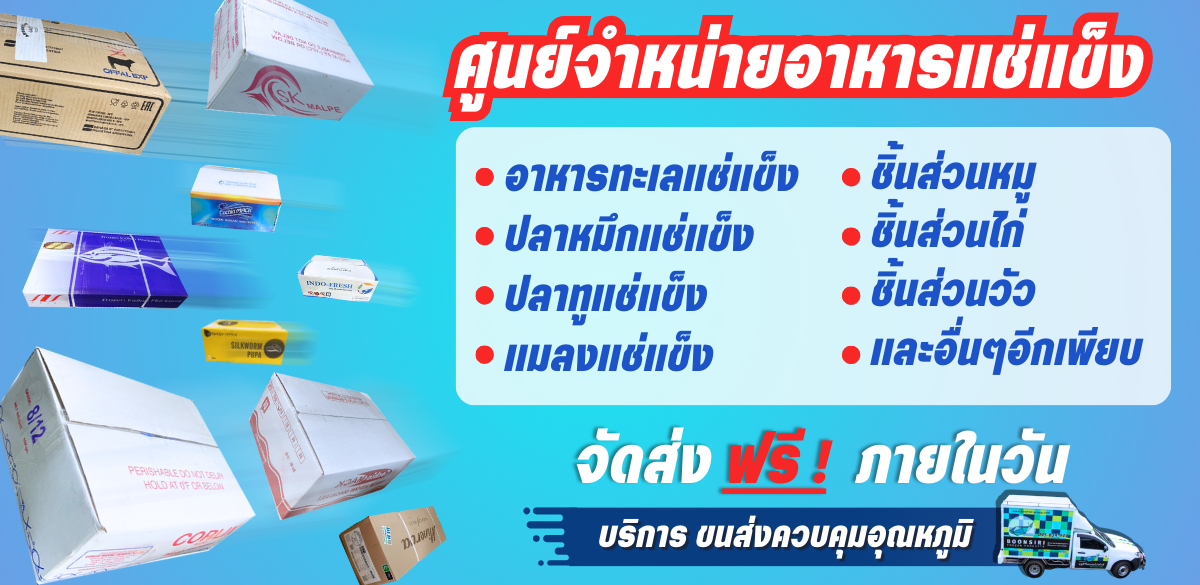 ศูนย์จำหน่ายอาหารแช่แข็ง
อาหารทะเลแช่แข็ง
ปลาหมึกแช่แข็ง
ปลาทูแช่แข็ง
แมลงแช่แข็ง
ชิ้นส่วนหมู
ชิ้นส่วนไก่
ชิ้นส่วนวัว
และอื่นๆอีกเพียบ
จัดส่ง ฟรี ! ภายในวัน
บริการ ขนส่งควบคุมอุณหภูมิ
OFFAL EXP
EAC
SK
MALPE
INDO-FRESH
SILKWORM
PUPA
8/12
PERISHABLE DO NOT DELAY
HOLD AT 0°F OR BELOW
Minerva
BOONSIRI